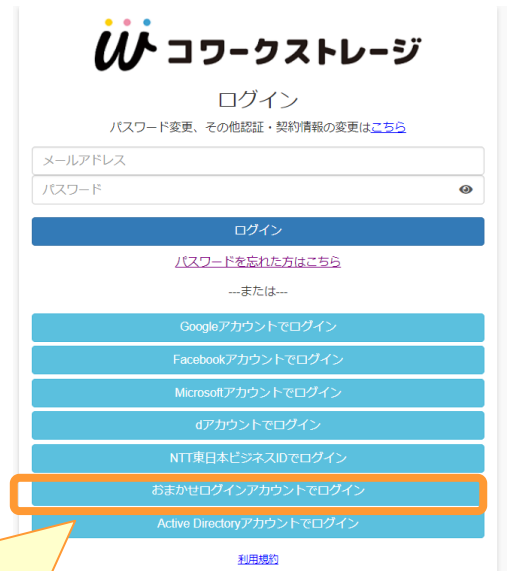 コワークストレージ
ログイン
パスワード変更、その他認証・契約情報の変更はこちら
メールアドレス
パスワード
ログイン
パスワードを忘れた方はこちら
---または---
Googleアカウントでログイン
Facebookアカウントでログイン
Microsoftアカウントでログイン
dアカウントでログイン
NTT東日本ビジネスIDでログイン
おまかせログインアカウントでログイン
Active Directoryアカウントでログイン
利用規約